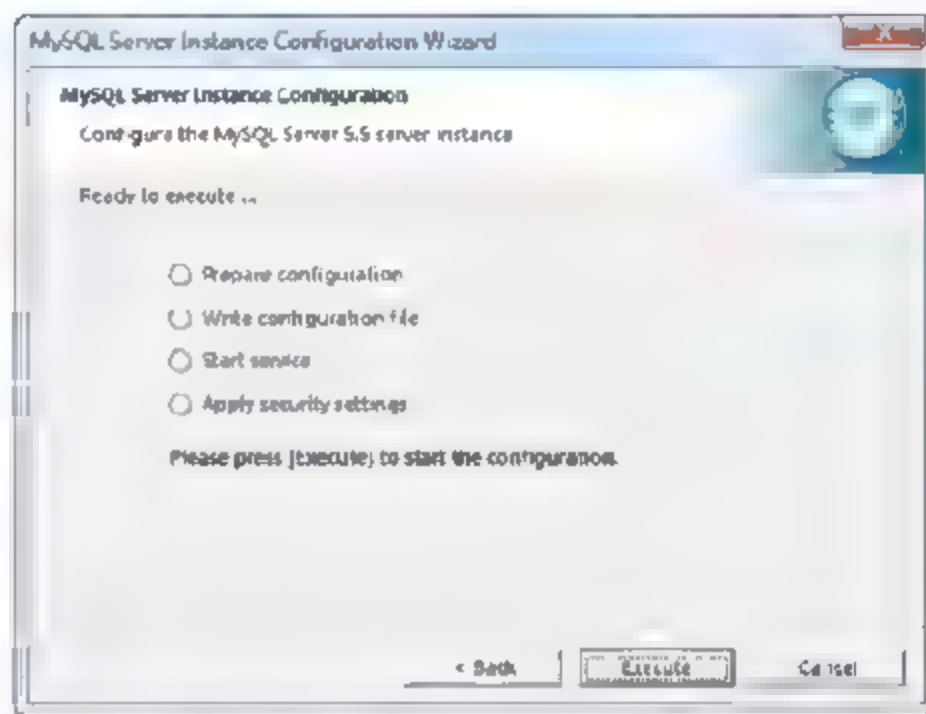 MySQL Server Instance Configuration Wizard
MySQL Server Instance Configuration
Configure the MySQL Server 5.5 server instance
Ready to execute ...
Prepare configuration
Write configuration file
Start service
Apply security settings
Please press [Execute] to start the configuration.
< Back
Execute
Cancel